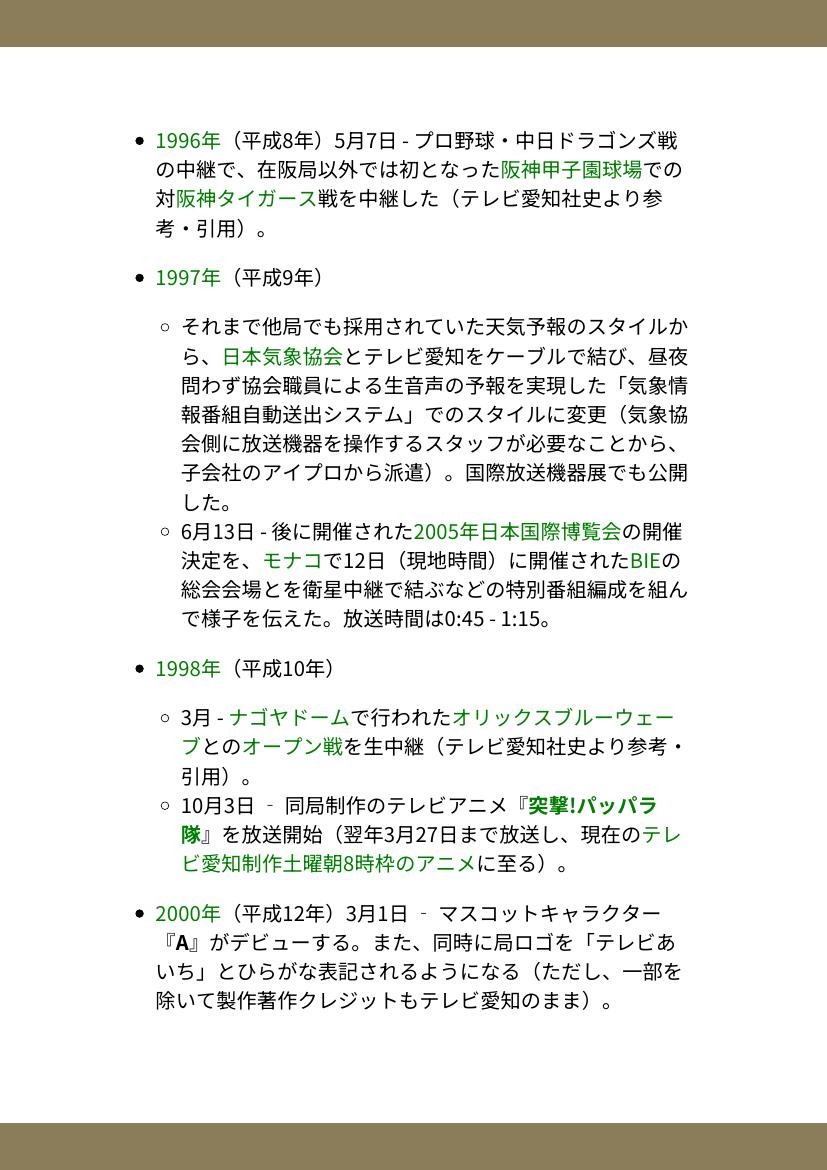 • 1996年（平成8年）5月7日 - プロ野球・中日ドラゴンズ戦
の中継で、在阪局以外では初となった阪神甲子園球場での
対阪神タイガース戦を中継した（テレビ愛知社史より参
考・引用）。
• 1997年（平成9年）
○ それまで他局でも採用されていた天気予報のスタイルか
ら、日本気象協会とテレビ愛知をケーブルで結び、昼夜
問わず協会職員による生音声の予報を実現した「気象情
報番組自動送出システム」でのスタイルに変更（気象協
会側に放送機器を操作するスタッフが必要なことから、
子会社のアイプロから派遣）。国際放送機器展でも公開
した。
○ 6月13日 - 後に開催された2005年日本国際博覧会の開催
決定を、モナコで12日（現地時間）に開催されたBIEの
総会会場とを衛星中継で結ぶなどの特別番組編成を組ん
で様子を伝えた。放送時間は0:45 - 1:15。
• 1998年（平成10年）
○ 3月 - ナゴヤドームで行われたオリックスブルーウェー
ブとのオープン戦を生中継（テレビ愛知社史より参考・
引用）。
○ 10月3日 ‐ 同局制作のテレビアニメ『突撃!パッパラ
隊』を放送開始（翌年3月27日まで放送し、現在のテレ
ビ愛知制作土曜朝8時枠のアニメに至る）。
• 2000年（平成12年）3月1日 ‐ マスコットキャラクター
『A』がデビューする。また、同時に局ロゴを「テレビあ
いち」とひらがな表記されるようになる（ただし、一部を
除いて製作著作クレジットもテレビ愛知のまま）。